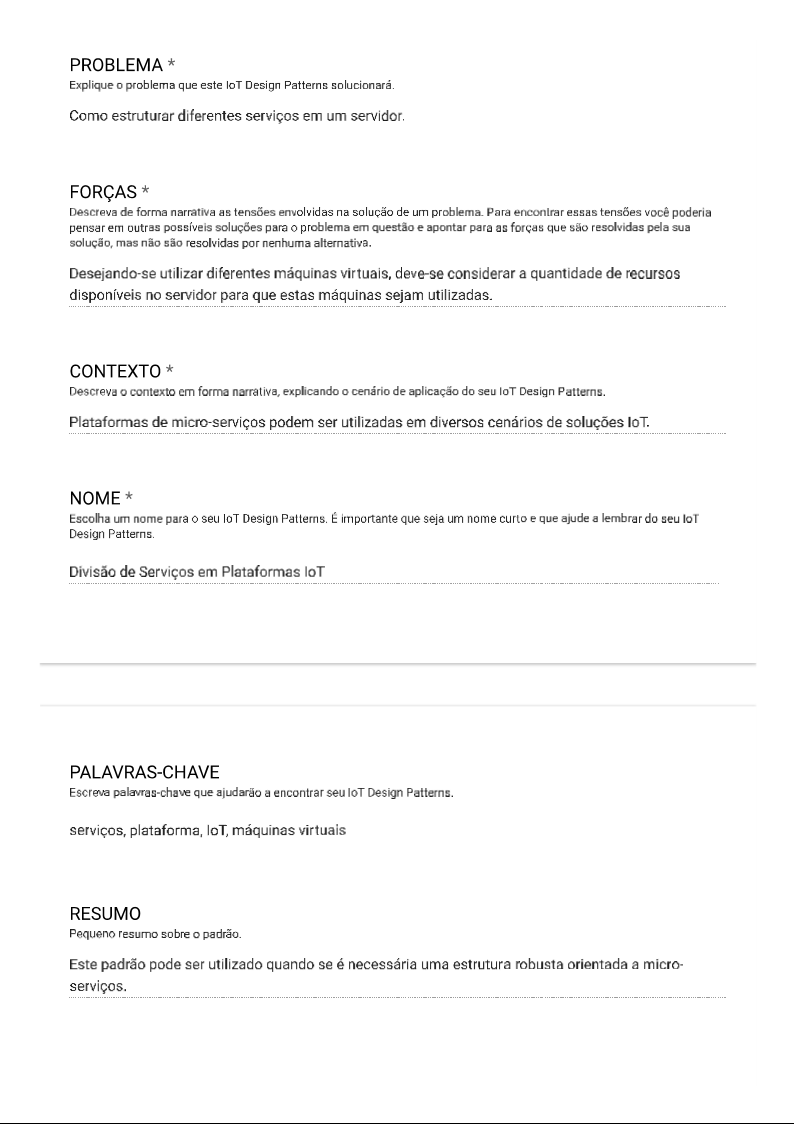 PROBLEMA *
Explique o problema que este IoT Design Patterns solucionará.
Como estruturar diferentes serviços em um servidor.
FORÇAS *
Descreva de forma narrativa as tensões envolvidas na solução de um problema. Para encontrar essas tensões você poderia
pensar em outras possíveis soluções para o problema em questão e apontar para as forças que são resolvidas pela sua
solução, mas não são resolvidas por nenhuma alternativa.
Desejando-se utilizar diferentes máquinas virtuais, deve-se considerar a quantidade de recursos
disponíveis no servidor para que estas máquinas sejam utilizadas.
CONTEXTO *
Descreva o contexto em forma narrativa, explicando o cenário de aplicação do seu IoT Design Patterns.
Plataformas de micro-serviços podem ser utilizadas em diversos cenários de soluções IoT.
NOME *
Escolha um nome para o seu IoT Design Patterns. É importante que seja um nome curto e que ajude a lembrar do seu IoT
Design Patterns.
Divisão de Serviços em Plataformas IoT
PALAVRAS-CHAVE
Escreva palavras-chave que ajudarão a encontrar seu IoT Design Patterns.
serviços, plataforma, IoT, máquinas virtuais
RESUMO
Pequeno resumo sobre o padrão.
Este padrão pode ser utilizado quando se é necessária uma estrutura robusta orientada a micro-
serviços.